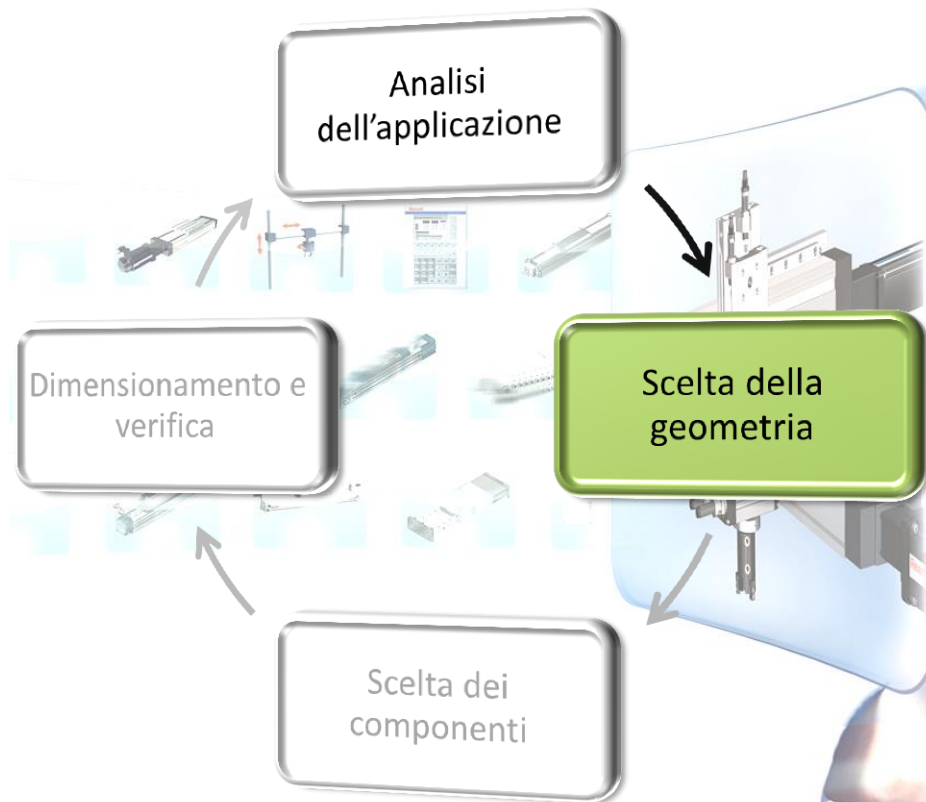 Analisi
dell'applicazione
Scelta della
geometria
Dimensionamento e
verifica
Scelta dei
componenti